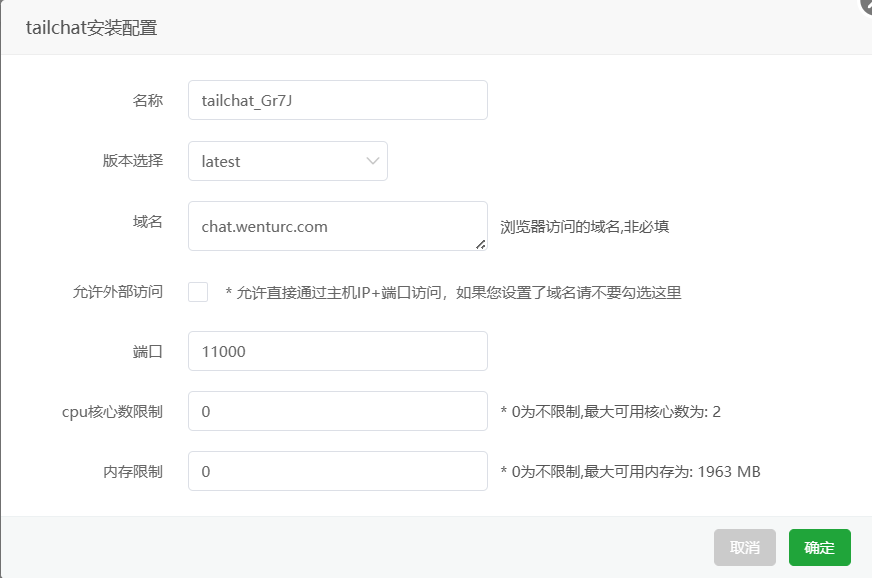 tailchat安装配置
名称 tailchat_Gr7J
版本选择 latest
域名 chat.wenturc.com 浏览器访问的域名,非必填
允许外部访问 * 允许直接通过主机IP+端口访问，如果您设置了域名请不要勾选这里
端口 11000
cpu核心数限制 0 * 0为不限制,最大可用核心数为: 2
内存限制 0 * 0为不限制,最大可用内存为: 1963 MB
取消 确定